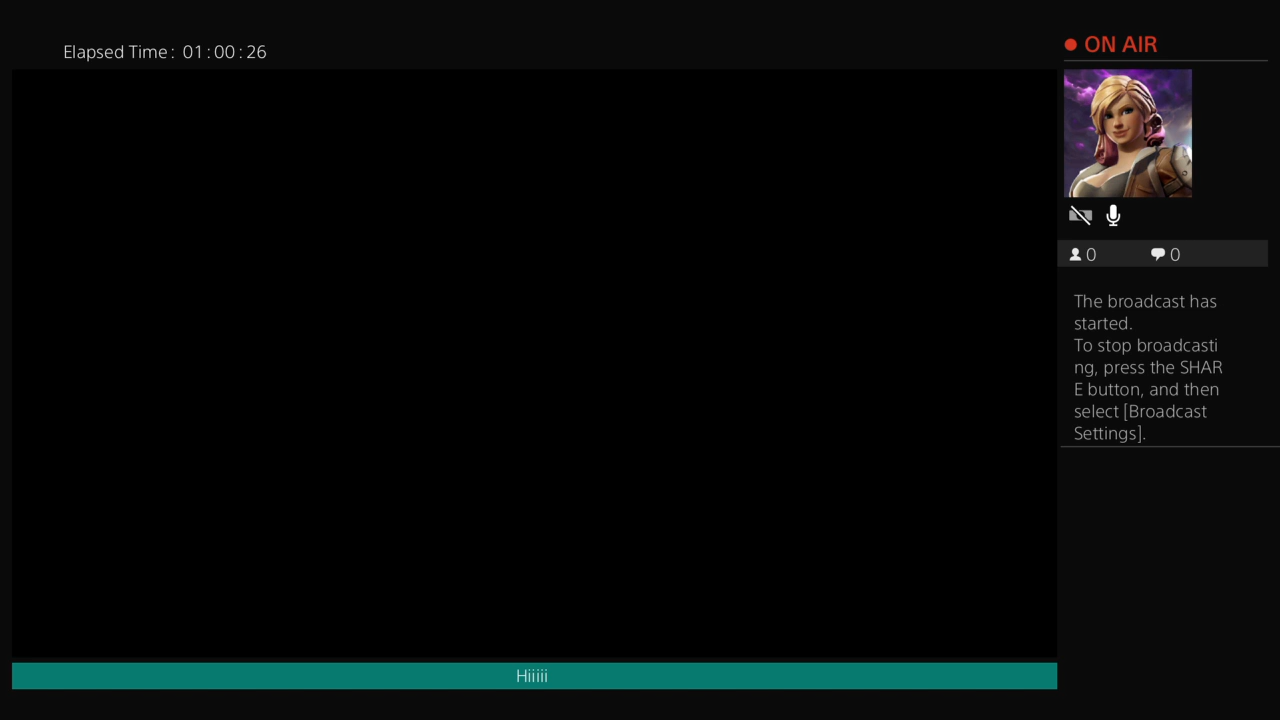 Elapsed Time: 01:00:26
ON AIR
0 0
The broadcast has
started.
To stop broadcasti
ng, press the SHAR
E button, and then
select [Broadcast
Settings].
Hiiiii